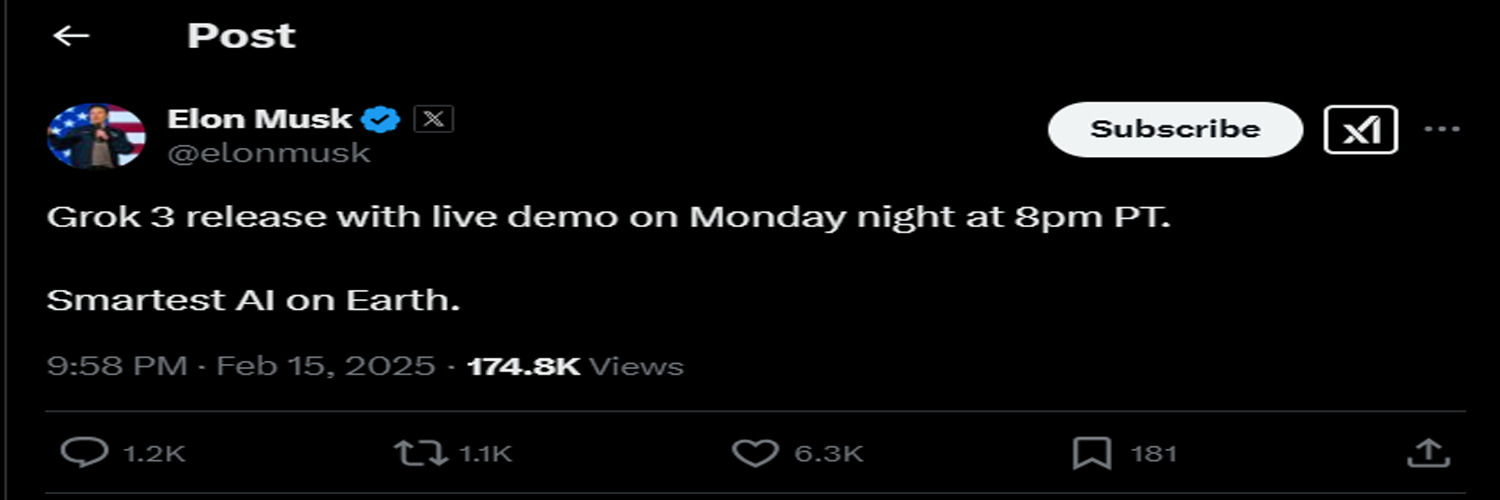 Post
Elon Musk
@elonmusk
Subscribe
Grok 3 release with live demo on Monday night at 8pm PT.
Smartest AI on Earth.
9:58 PM · Feb 15, 2025 · 174.8K Views
1.2K 1.1K 6.3K 181